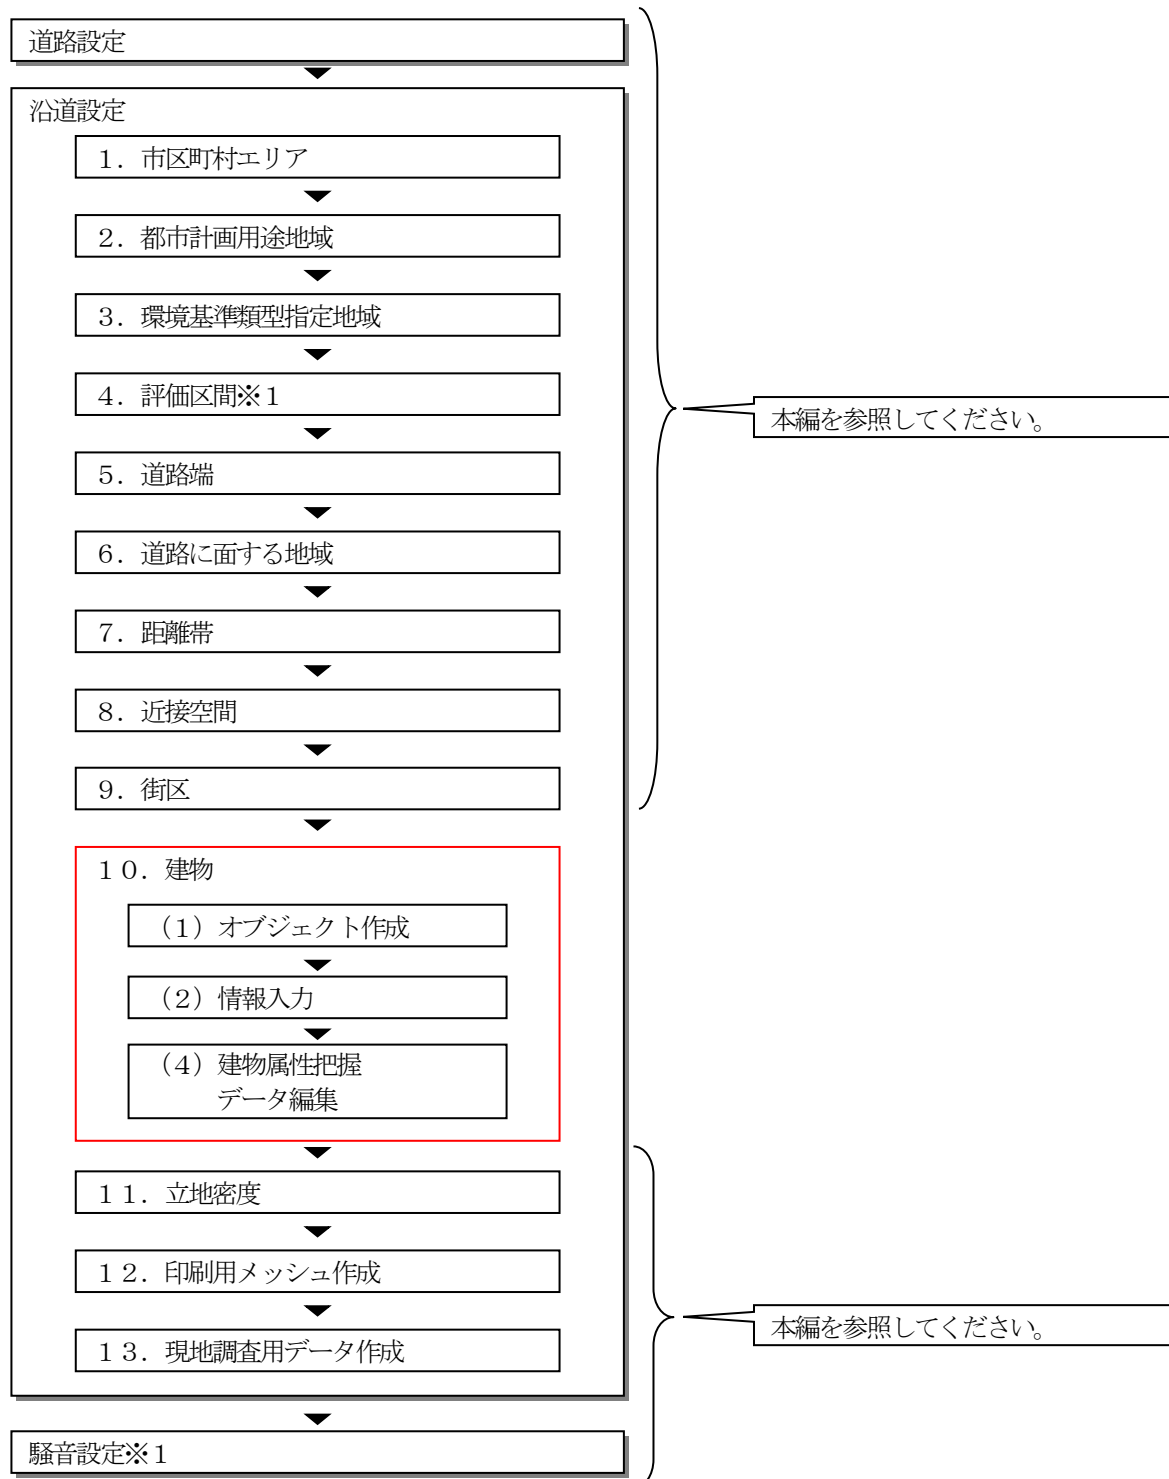 道路設定
沿道設定
１．市区町村エリア
２．都市計画用途地域
３．環境基準類型指定地域
４．評価区間※１
５．道路端
６．道路に面する地域
７．距離帯
８．近接空間
９．街区
本編を参照してください。
１０．建物
（１）オブジェクト作成
（２）情報入力
（４）建物属性把握
データ編集
１１．立地密度
１２．印刷用メッシュ作成
１３．現地調査用データ作成
本編を参照してください。
騒音設定※１